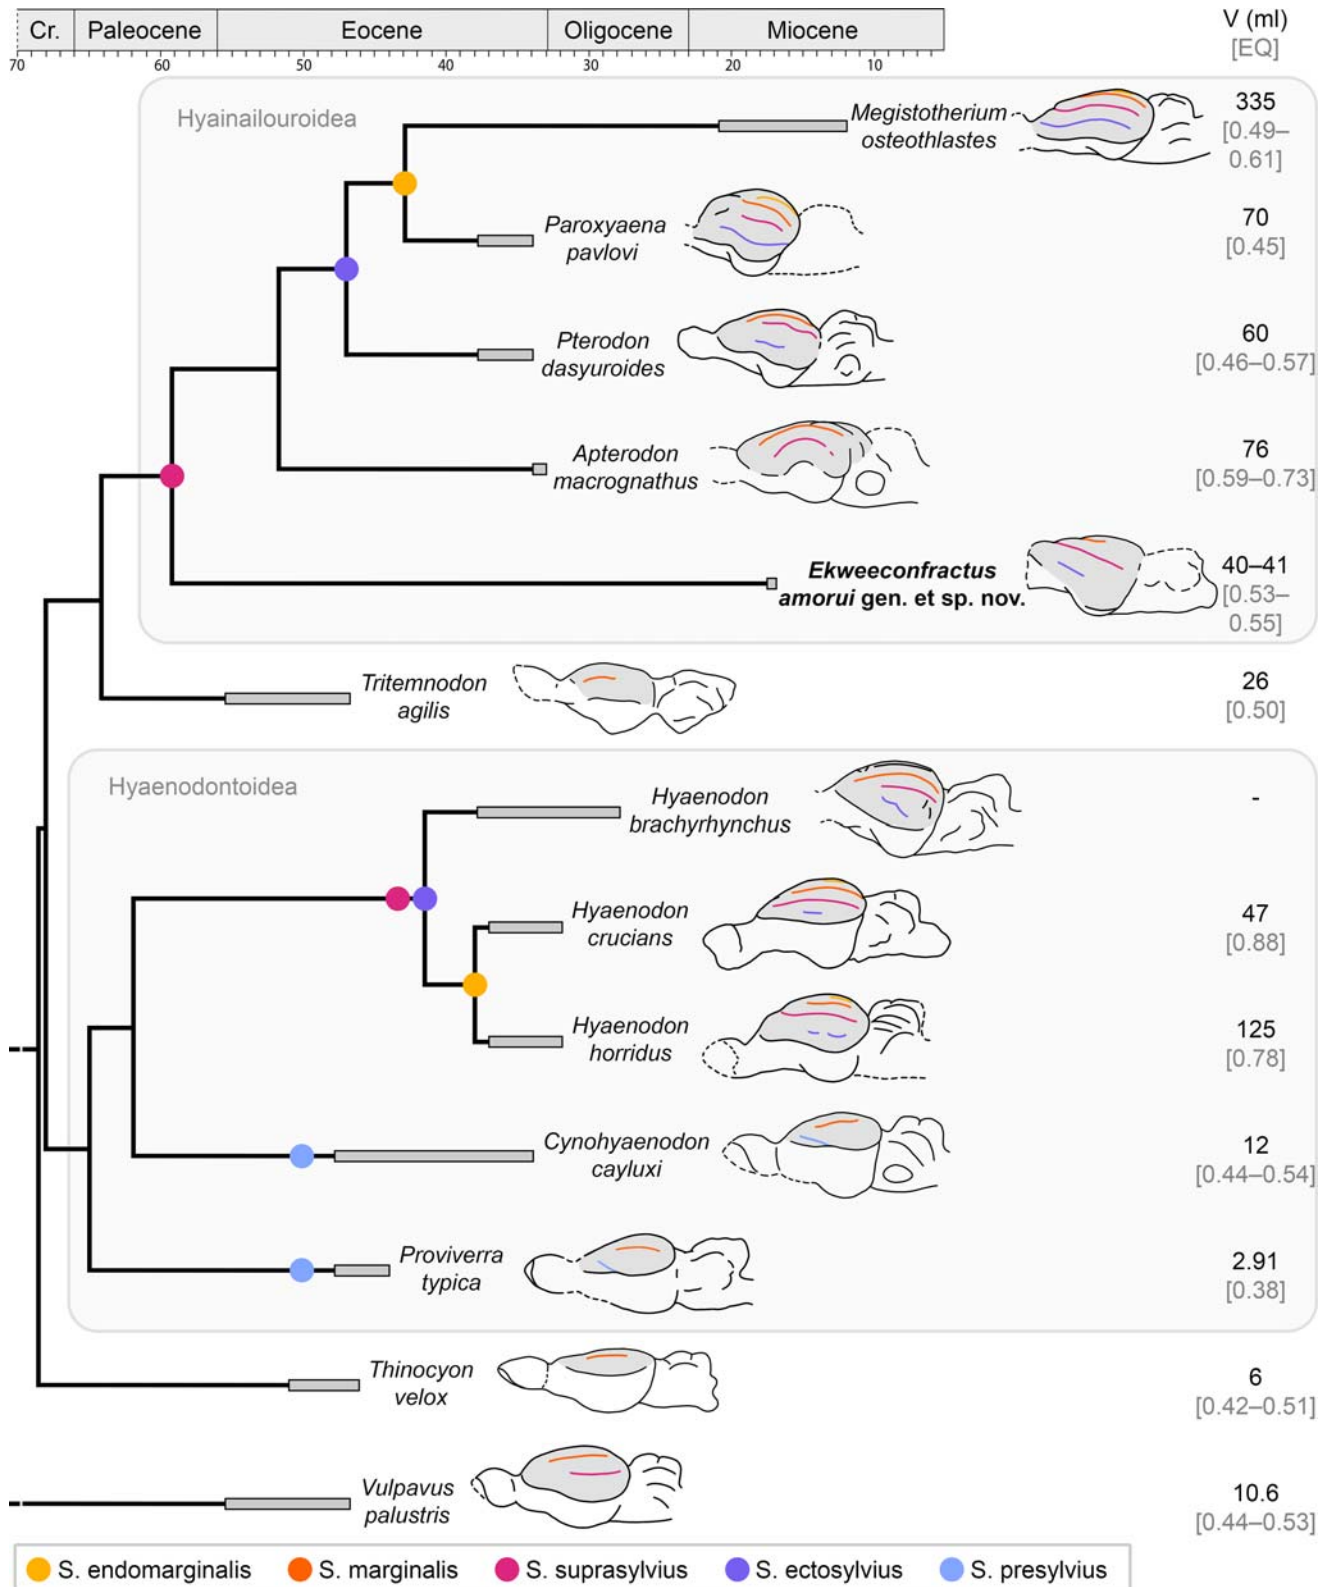 Cr. Paleocene Eocene Oligocene Miocene V (ml)
[EQ]
70 60 50 40 30 20 10
Hyainailouroidea
Megistotherium
osteothlastes
335
[0.49–
0.61]
Paroxyaena
pavlovi
70
[0.45]
Pterodon
dasyuroides
60
[0.46–0.57]
Apterodon
macrognathus
76
[0.59–0.73]
Ekweeconfractus
amorui gen. et sp. nov.
40–41
[0.53–
0.55]
Tritemnodon
agilis
26
[0.50]
Hyaenodontoidea
Hyaenodon
brachyrhynchus
-
Hyaenodon
crucians
47
[0.88]
Hyaenodon
horridus
125
[0.78]
Cynohyaenodon
cayluxi
12
[0.44–0.54]
Proviverra
typica
2.91
[0.38]
Thinocyon
velox
6
[0.42–0.51]
Vulpavus
palustris
10.6
[0.44–0.53]
S. endomarginalis S. marginalis S. suprasylvius S. ectosylvius S. presylvius